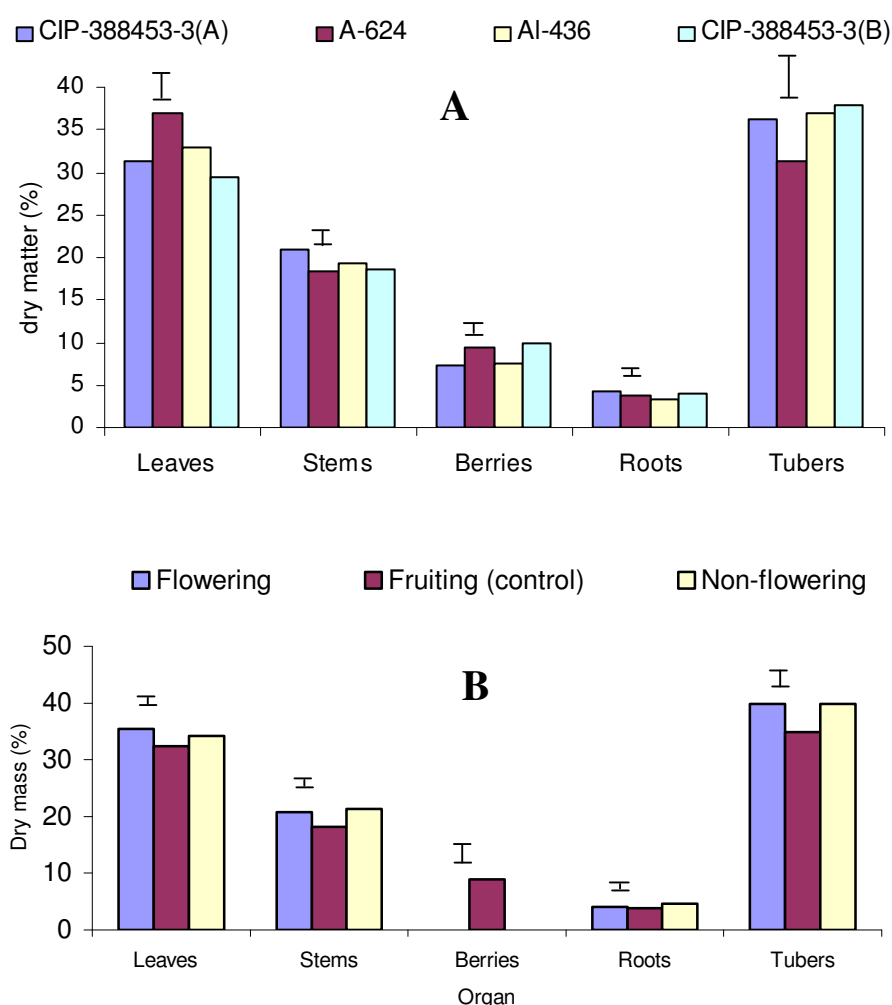 CIP-388453-3(A) A-624 Al-436 CIP-388453-3(B)
A
dry matter (%)
40
35
30
25
20
15
10
5
0
Leaves Stems Berries Roots Tubers
Flowering Fruiting (control) Non-flowering
B
Dry mass (%)
50
40
30
20
10
0
Leaves Stems Berries Roots Tubers
Organ